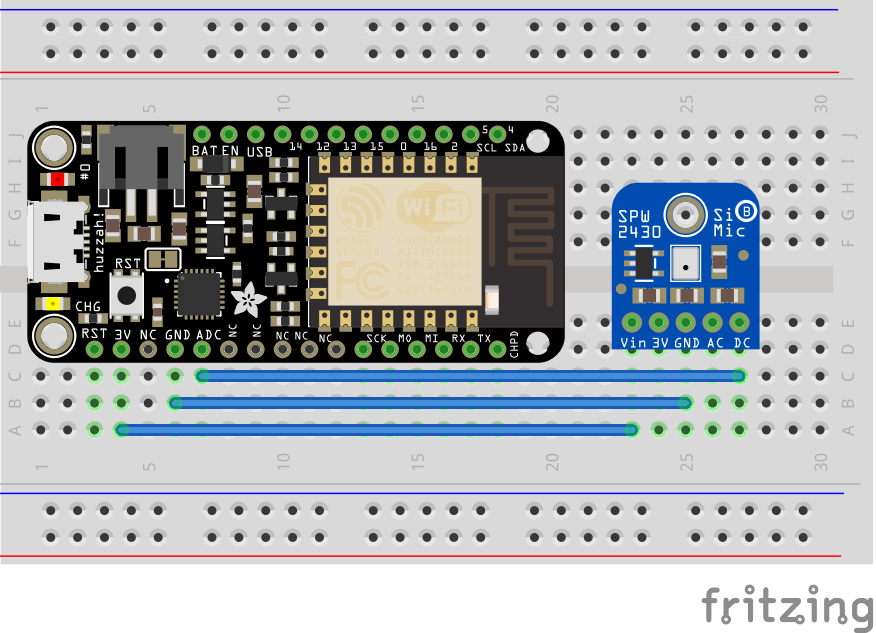 1 5 10 15 20 25 30
J J
I I
H H
G G
F F
BAT EN USB 14 12 13 15 0 16 2 5 4
SCL SDA
#0
huzzah!
WiFi
FC
RST
CHG
RST 3V NC GND ADC NC NC NC NC NC SCK MO MI RX TX CHPD
SPW
2430
Si
Mic
B
Vin 3V GND AC DC
E E
D D
C C
B B
A A
1 5 10 15 20 25 30
fritzing